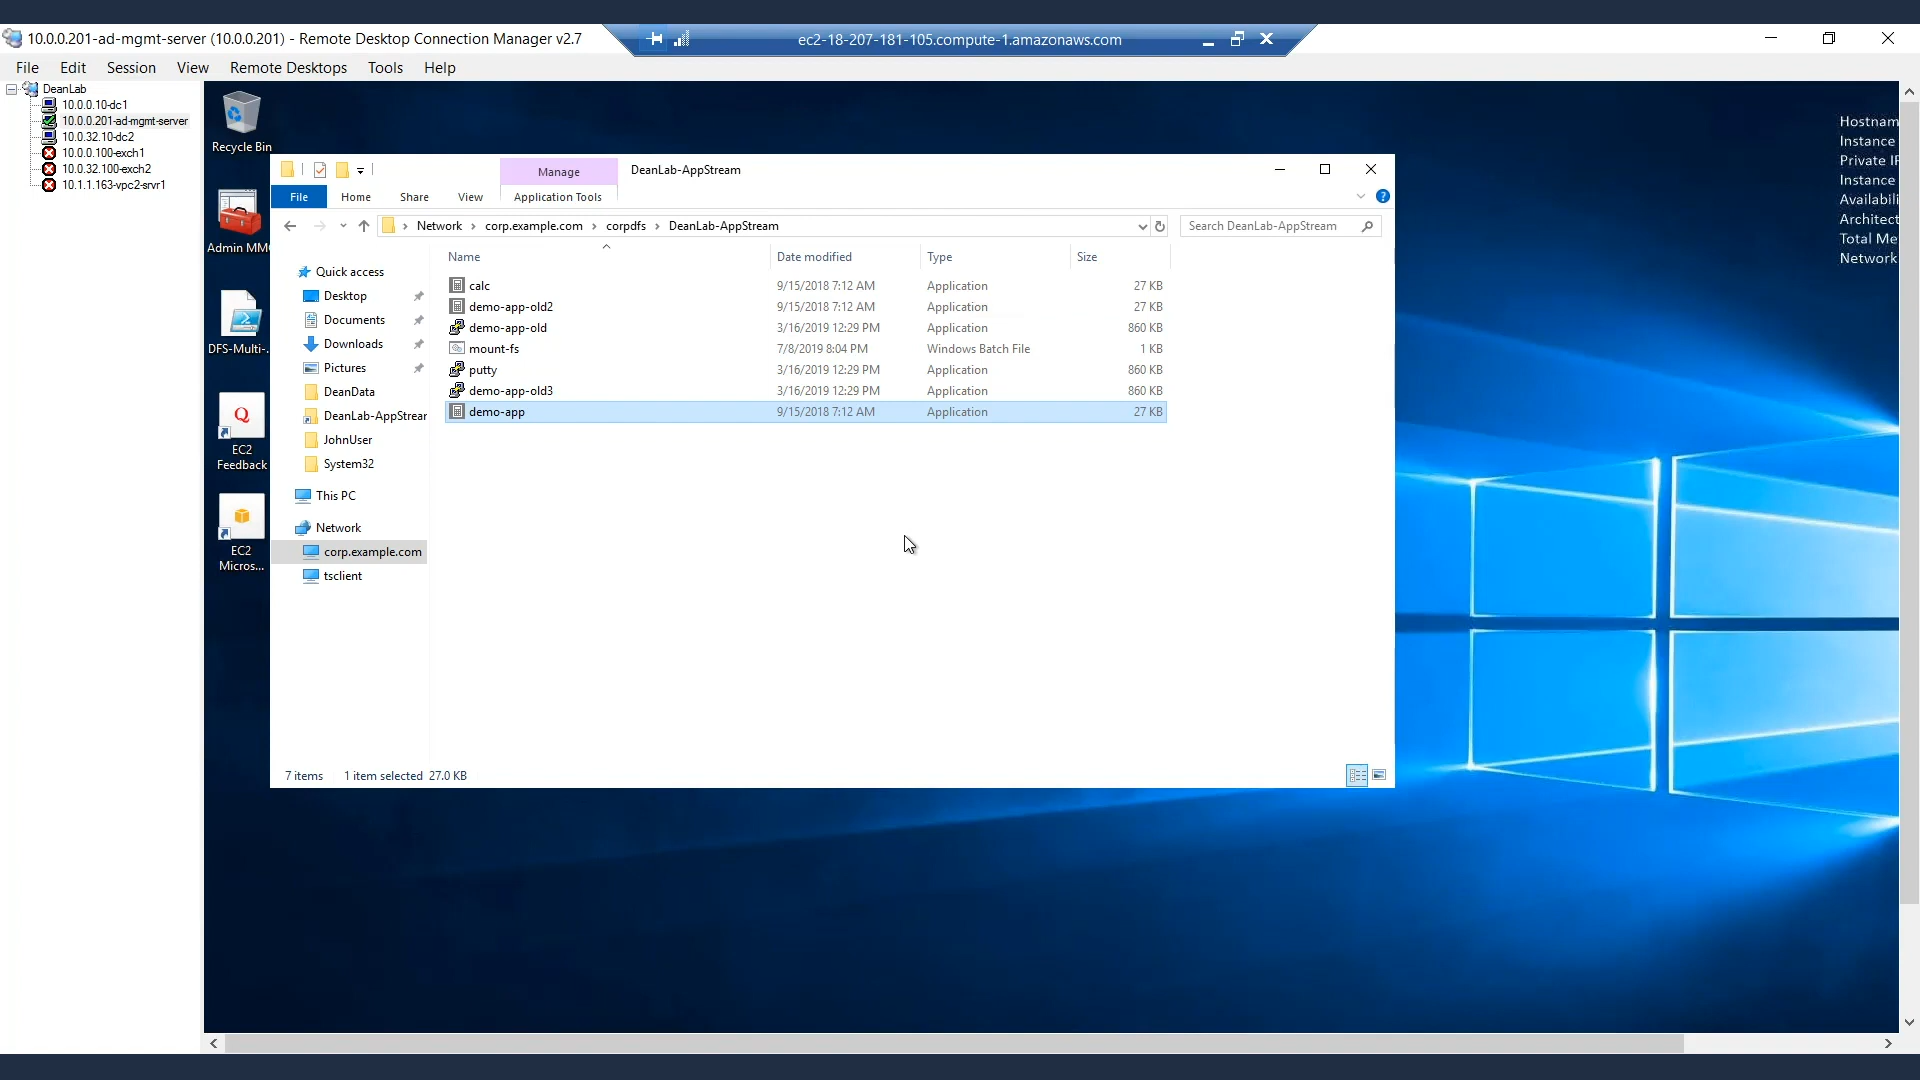 10.0.0.201-ad-mgmt-server (10.0.0.201) - Remote Desktop Connection Manager v2.7
ec2-18-207-181-105.compute-1.amazonaws.com
File Edit Session View Remote Desktops Tools Help
DeanLab
10.0.0.10-dc1
10.0.0.201-ad-mgmt-server
10.0.32.10-dc2
10.0.0.100-exch1
10.0.32.100-exch2
10.1.1.163-vpc2-srvr1
Recycle Bin
Admin MM
DFS-Multi-.
EC2
Feedback
EC2
Micros...
Manage
DeanLab-AppStream
File Home Share View Application Tools
Network > corp.example.com > corpdfs > DeanLab-AppStream
Search DeanLab-AppStream
Quick access
Desktop
Documents
Downloads
Pictures
DeanData
DeanLab-AppStrear
JohnUser
System32
This PC
Network
corp.example.com
tsclient
Name Date modified Type Size
calc 9/15/2018 7:12 AM Application 27 KB
demo-app-old2 9/15/2018 7:12 AM Application 27 KB
demo-app-old 3/16/2019 12:29 PM Application 860 KB
mount-fs 7/8/2019 8:04 PM Windows Batch File 1 KB
putty 3/16/2019 12:29 PM Application 860 KB
demo-app-old3 3/16/2019 12:29 PM Application 860 KB
demo-app 9/15/2018 7:12 AM Application 27 KB
7 items 1 item selected 27.0 KB
Hostnam
Instance
Private IF
Instance
Availabili
Architect
Total Me
Network